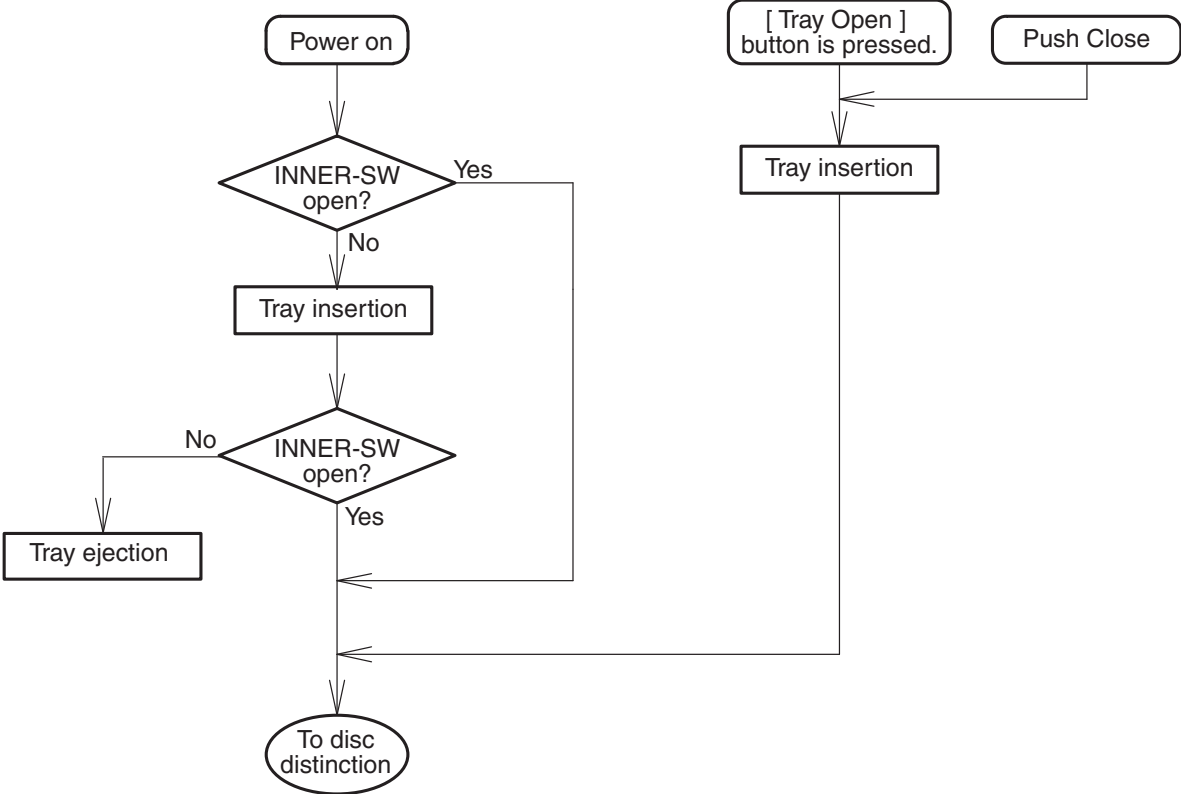 Power on
[ Tray Open ]
button is pressed.
Push Close
INNER-SW
open?
Yes
No
Tray insertion
Tray insertion
INNER-SW
open?
No
Yes
Tray ejection
To disc
distinction